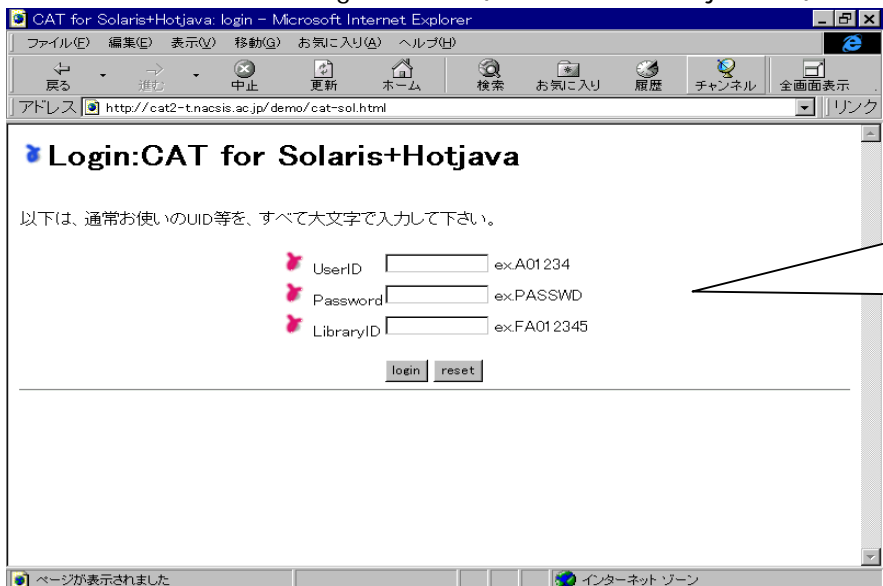 CAT for Solaris+Hotjava: login - Microsoft Internet Explorer
ファイル(F) 編集(E) 表示(V) 移動(G) お気に入り(A) ヘルプ(H)
戻る 進む 中止 更新 ホーム 検索 お気に入り 履歴 チャンネル 全画面表示
アドレス http://cat2-t.nacsis.ac.jp/demo/cat-sol.html リンク
Login:CAT for Solaris+Hotjava
以下は、通常お使いのUID等を、すべて大文字で入力して下さい。
UserID ex.A01234
Password ex.PASSWD
LibraryID ex.FA012345
login reset
ページが表示されました インターネット ゾーン